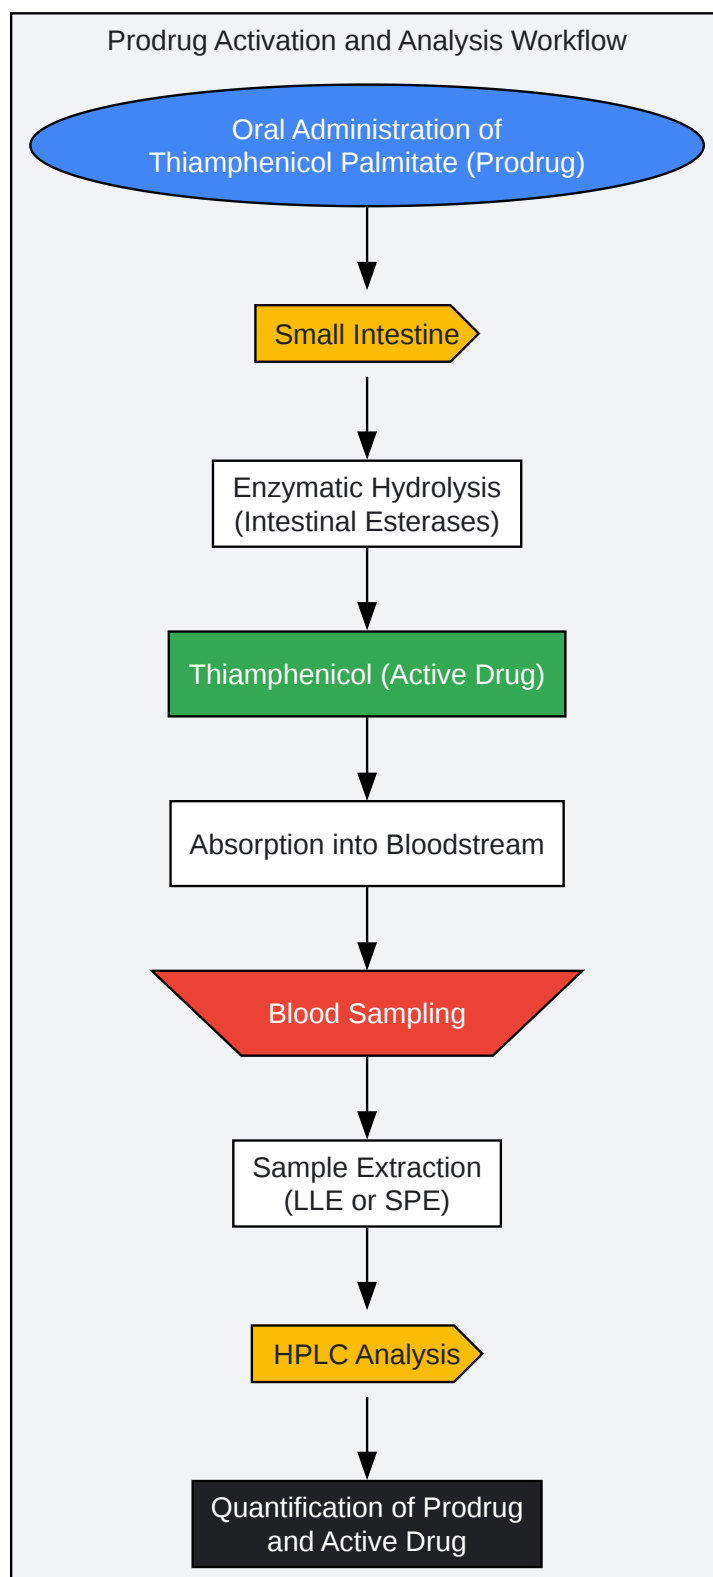 Prodrug Activation and Analysis Workflow
Oral Administration of
Thiamphenicol Palmitate (Prodrug)
Small Intestine
Enzymatic Hydrolysis
(Intestinal Esterases)
Thiamphenicol (Active Drug)
Absorption into Bloodstream
Blood Sampling
Sample Extraction
(LLE or SPE)
HPLC Analysis
Quantification of Prodrug
and Active Drug